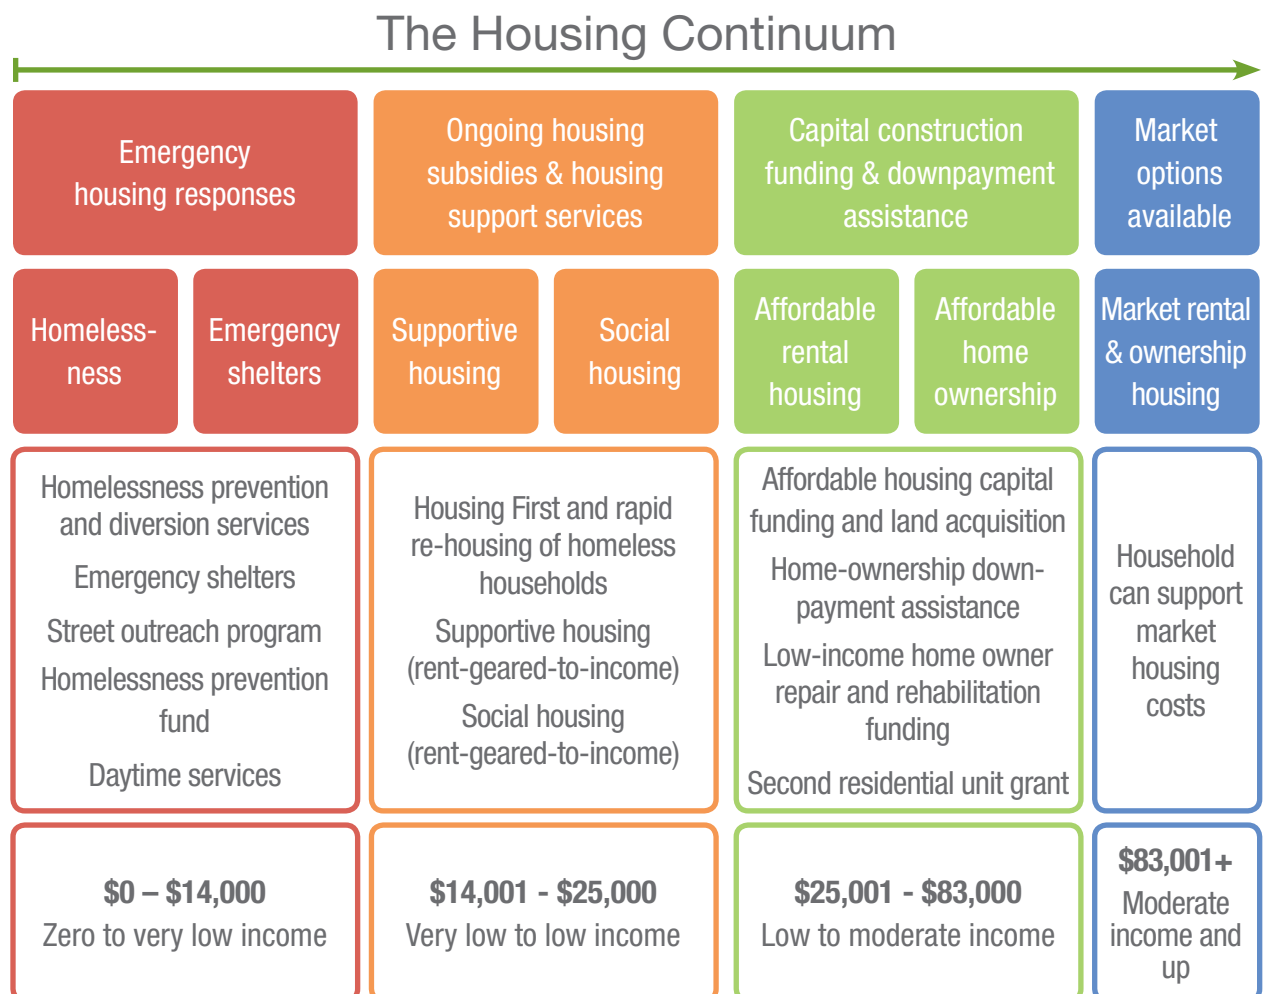 The Housing Continuum
Emergency
housing responses
Ongoing housing
subsidies & housing
support services
Capital construction
funding & downpayment
assistance
Market
options
available
Homeless-
ness
Emergency
shelters
Supportive
housing
Social
housing
Affordable
rental
housing
Affordable
home
ownership
Market rental
& ownership
housing
Homelessness prevention
and diversion services
Emergency shelters
Street outreach program
Homelessness prevention
fund
Daytime services
Housing First and rapid
re-housing of homeless
households
Supportive housing
(rent-geared-to-income)
Social housing
(rent-geared-to-income)
Affordable housing capital
funding and land acquisition
Home-ownership down-
payment assistance
Low-income home owner
repair and rehabilitation
funding
Second residential unit grant
Household
can support
market
housing
costs
$0 – $14,000
Zero to very low income
$14,001 - $25,000
Very low to low income
$25,001 - $83,000
Low to moderate income
$83,001+
Moderate
income and
up